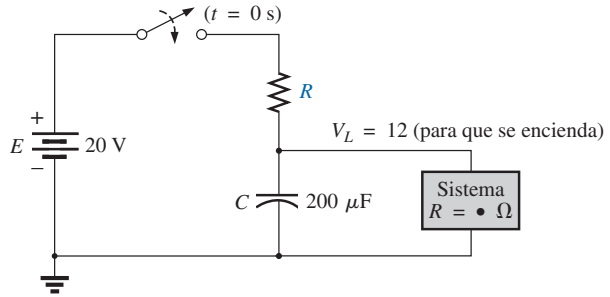 (t = 0 s)
R
+
E
20 V
–
V_L = 12 (para que se encienda)
C
200 μF
Sistema
R = • Ω